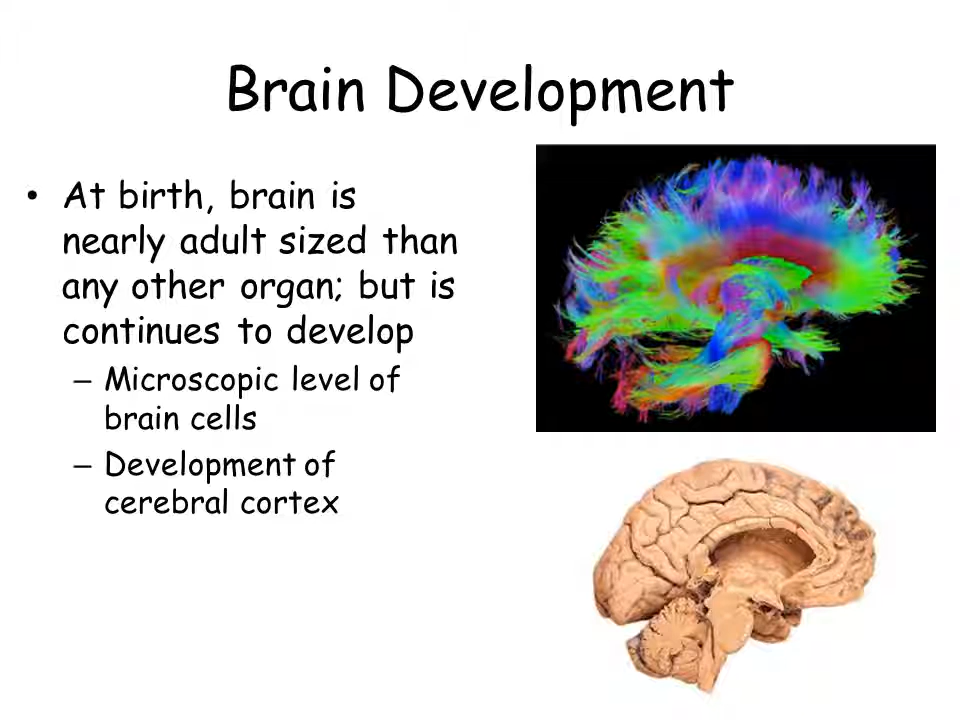 Brain Development
• At birth, brain is
nearly adult sized than
any other organ; but is
continues to develop
– Microscopic level of
brain cells
– Development of
cerebral cortex